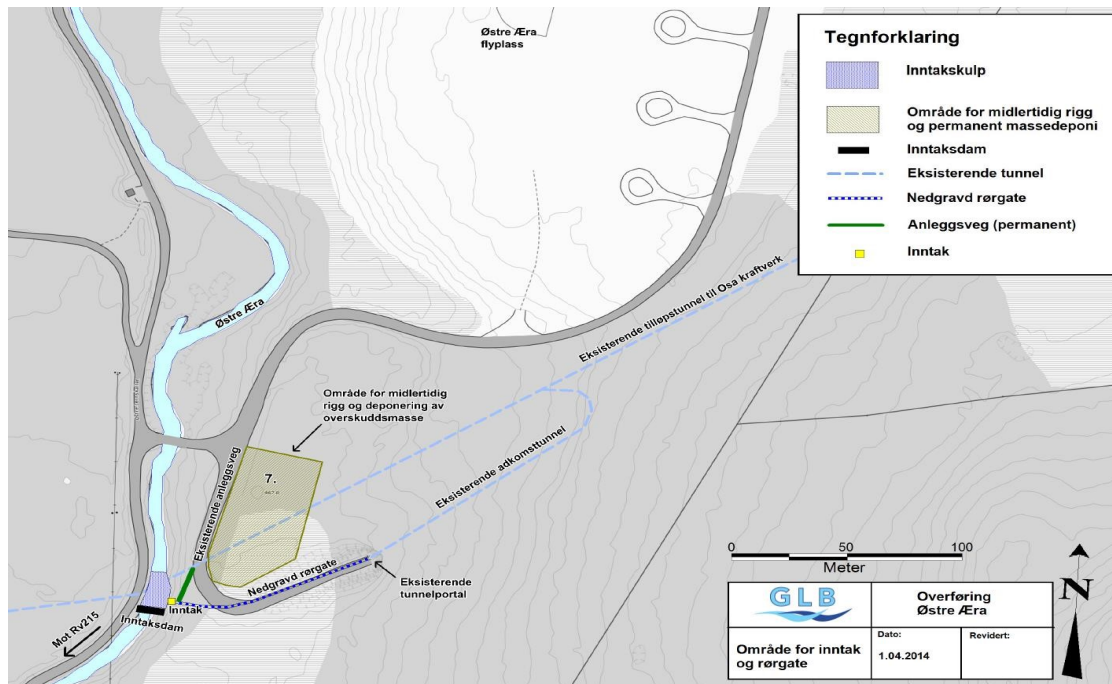 Østre Æra
flyplass
Tegnforklaring
Inntakskulp
Område for midlertidig rigg
og permanent massedeponi
Inntaksdam
Eksisterende tunnel
Nedgravd rørgate
Anleggsveg (permanent)
Inntak
Østre Æra
Eksisterende tilløpstunnel til Osa kraftverk
Område for midlertidig
rigg og deponering av
overskuddsmasse
Eksisterende anleggsveg
7.
Eksisterende adkomsttunnel
Nedgravd rørgate
Eksisterende
tunnelportal
Inntak
Inntaksdam
Mot Rv215
0 50 100
Meter
N
GLB
Overføring
Østre Æra
Område for inntak
og rørgate
Dato:
1.04.2014
Revidert: